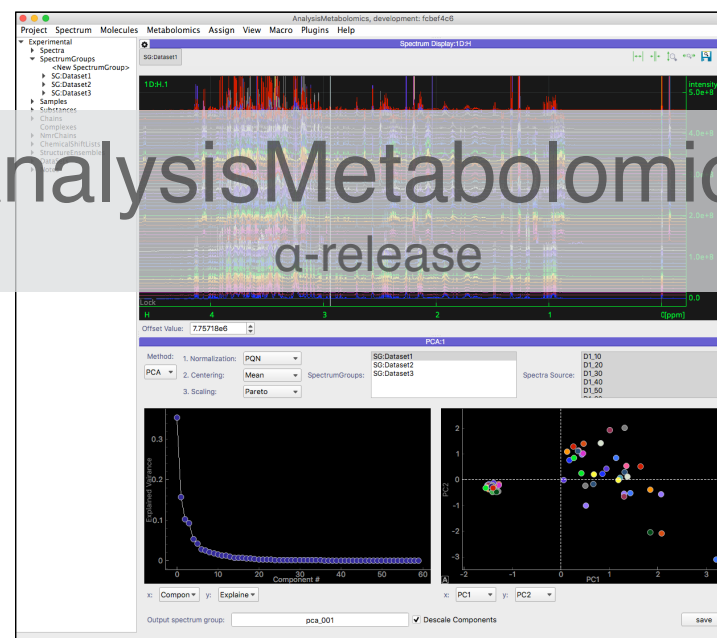 AnalysisMetabolomics, development: fcbef4c6
Project Spectrum Molecules Metabolomics Assign View Macro Plugins Help
Experimental
Spectra
SpectrumGroups
<New SpectrumGroup>
SG:Dataset1
SG:Dataset2
SG:Dataset3
Samples
Substances
Chains
Complexes
NmrChains
ChemicalShiftLists
StructureEnsembles
Notes
Spectrum Display:1D:H
SG:Dataset1
1D:H.1
intensity
5.0e+8
4.0e+8
2.0e+8
1.0e+8
0.0
nalysisMetabolomic
α-release
Lock
H 4 3 2 1 0[ppm]
Offset Value: 7.75718e6
PCA:1
Method: PCA
1. Normalization: PQN
2. Centering: Mean
3. Scaling: Pareto
SpectrumGroups:
SG:Dataset1
SG:Dataset2
SG:Dataset3
Spectra Source:
D1_10
D1_20
D1_30
D1_40
D1_50
Explained Variance
0.3
0.2
0.1
0
0 10 20 30 40 50 60
Component #
PC2
2
1
0
-1
-2
-3
A
-2 -1 0 1 2 3
PC1
x: Compon y: Explaine
x: PC1 y: PC2
Output spectrum group: pca_001 Descale Components save